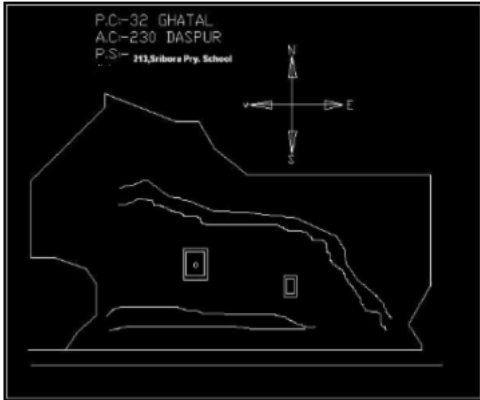 P.C:-32 GHATAL
A.C:-230 DASPUR
P.S:- 213,Sribora Pry. School
N
W E
S